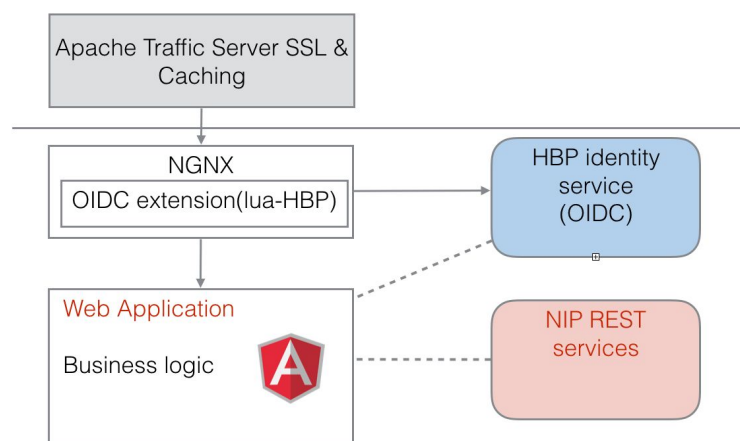 Apache Traffic Server SSL &
Caching
NGNX
OIDC extension(lua-HBP)
HBP identity
service
(OIDC)
Web Application
Business logic
A
NIP REST
services